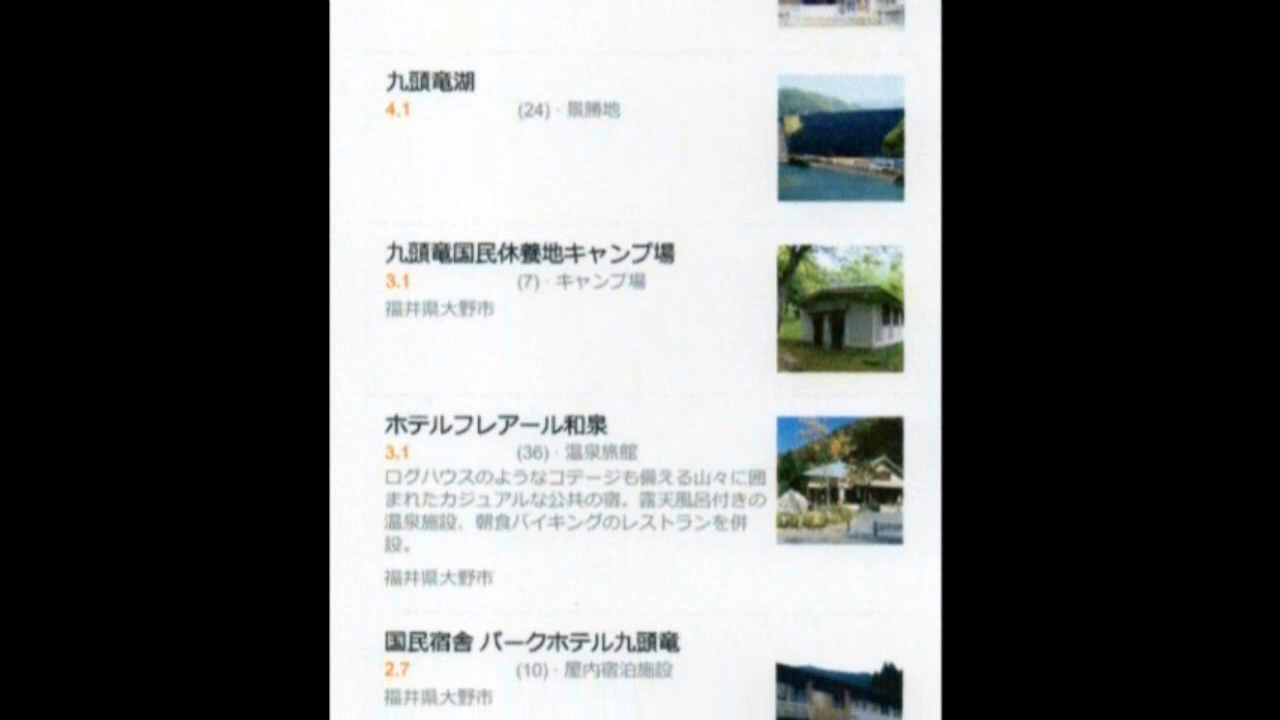 九頭竜湖
4.1 (24) · 景勝地
九頭竜国民休養地キャンプ場
3.1 (7) · キャンプ場
福井県大野市
ホテルフレアール和泉
3.1 (36) · 温泉旅館
ログハウスのようなコテージも備える山々に囲
まれたカジュアルな公共の宿。露天風呂付きの
温泉施設、朝食バイキングのレストランを併
設。
福井県大野市
国民宿舎 パークホテル九頭竜
2.7 (10) · 屋内宿泊施設
福井県大野市